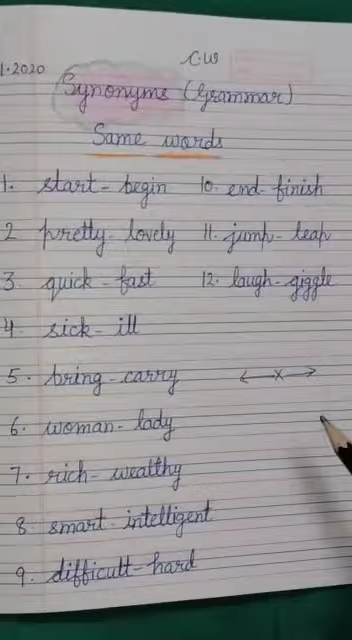 CW
1.2020
Synonyms (Grammar)
Same words
1. start - begin
2 pretty - lovely
3. quick - fast
4. sick - ill
5. bring - carry
6. woman - lady
7. rich - wealthy
8. smart - intelligent
9. difficult - hard
10. end - finish
11. jump - leap
12. laugh - giggle